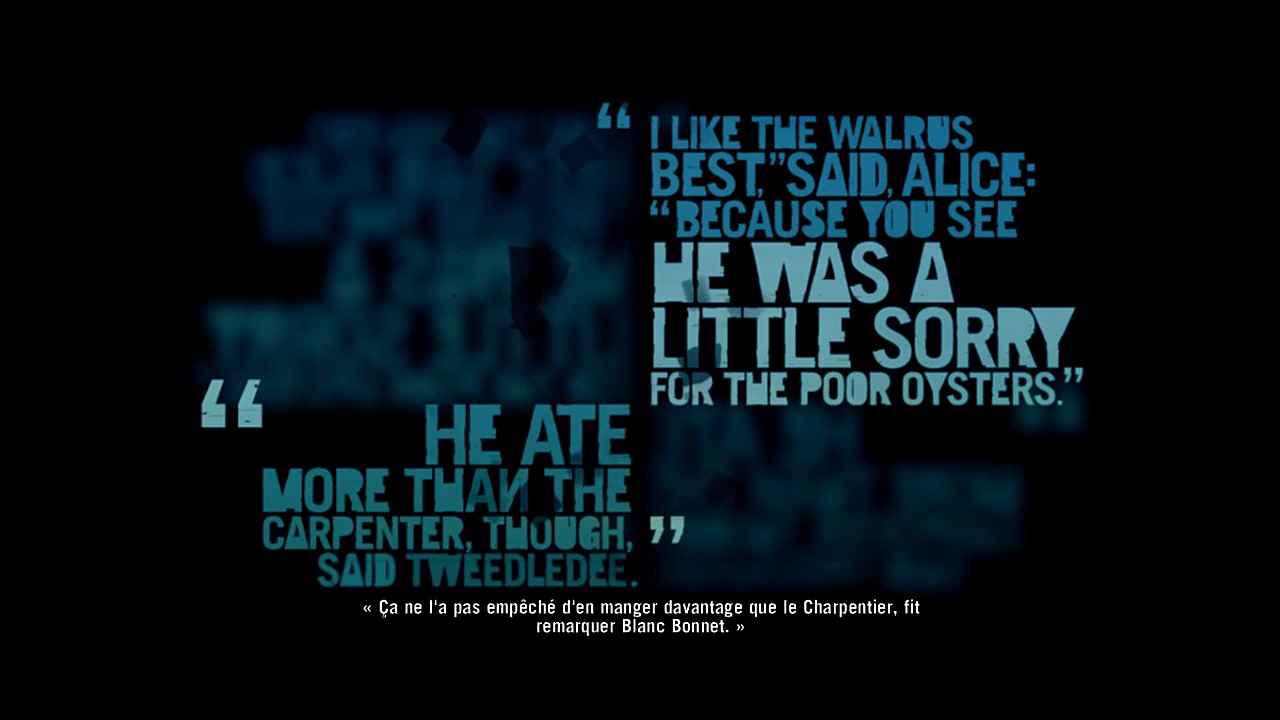 “ I LIKE THE WALRUS
BEST,” SAID, ALICE:
“ BECAUSE YOU SEE
HE WAS A
LITTLE SORRY
FOR THE POOR OYSTERS.”
“ HE ATE
MORE THAN THE
CARPENTER, THOUGH, ”
SAID TWEEDLEDEE.
« Ça ne l'a pas empêché d'en manger davantage que le Charpentier, fit
remarquer Blanc Bonnet. »